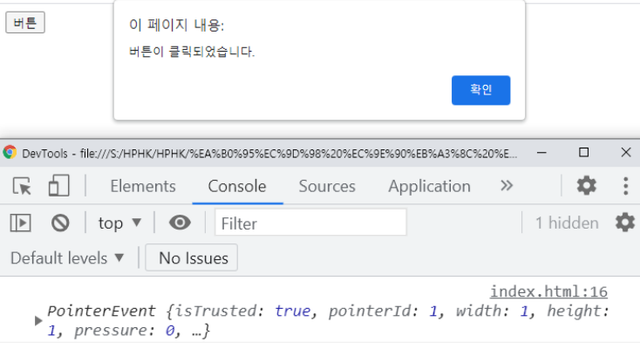 버튼
이 페이지 내용:
버튼이 클릭되었습니다.
확인
DevTools - file:///S:/HPHK/HPHK/%EA%B0%95%EC%9D%98%20%EC%9E%90%EB%A3%8C%20%E...
Elements Console Sources Application
top Filter 1 hidden
Default levels No Issues
index.html:16
PointerEvent {isTrusted: true, pointerId: 1, width: 1, height:
1, pressure: 0, …}